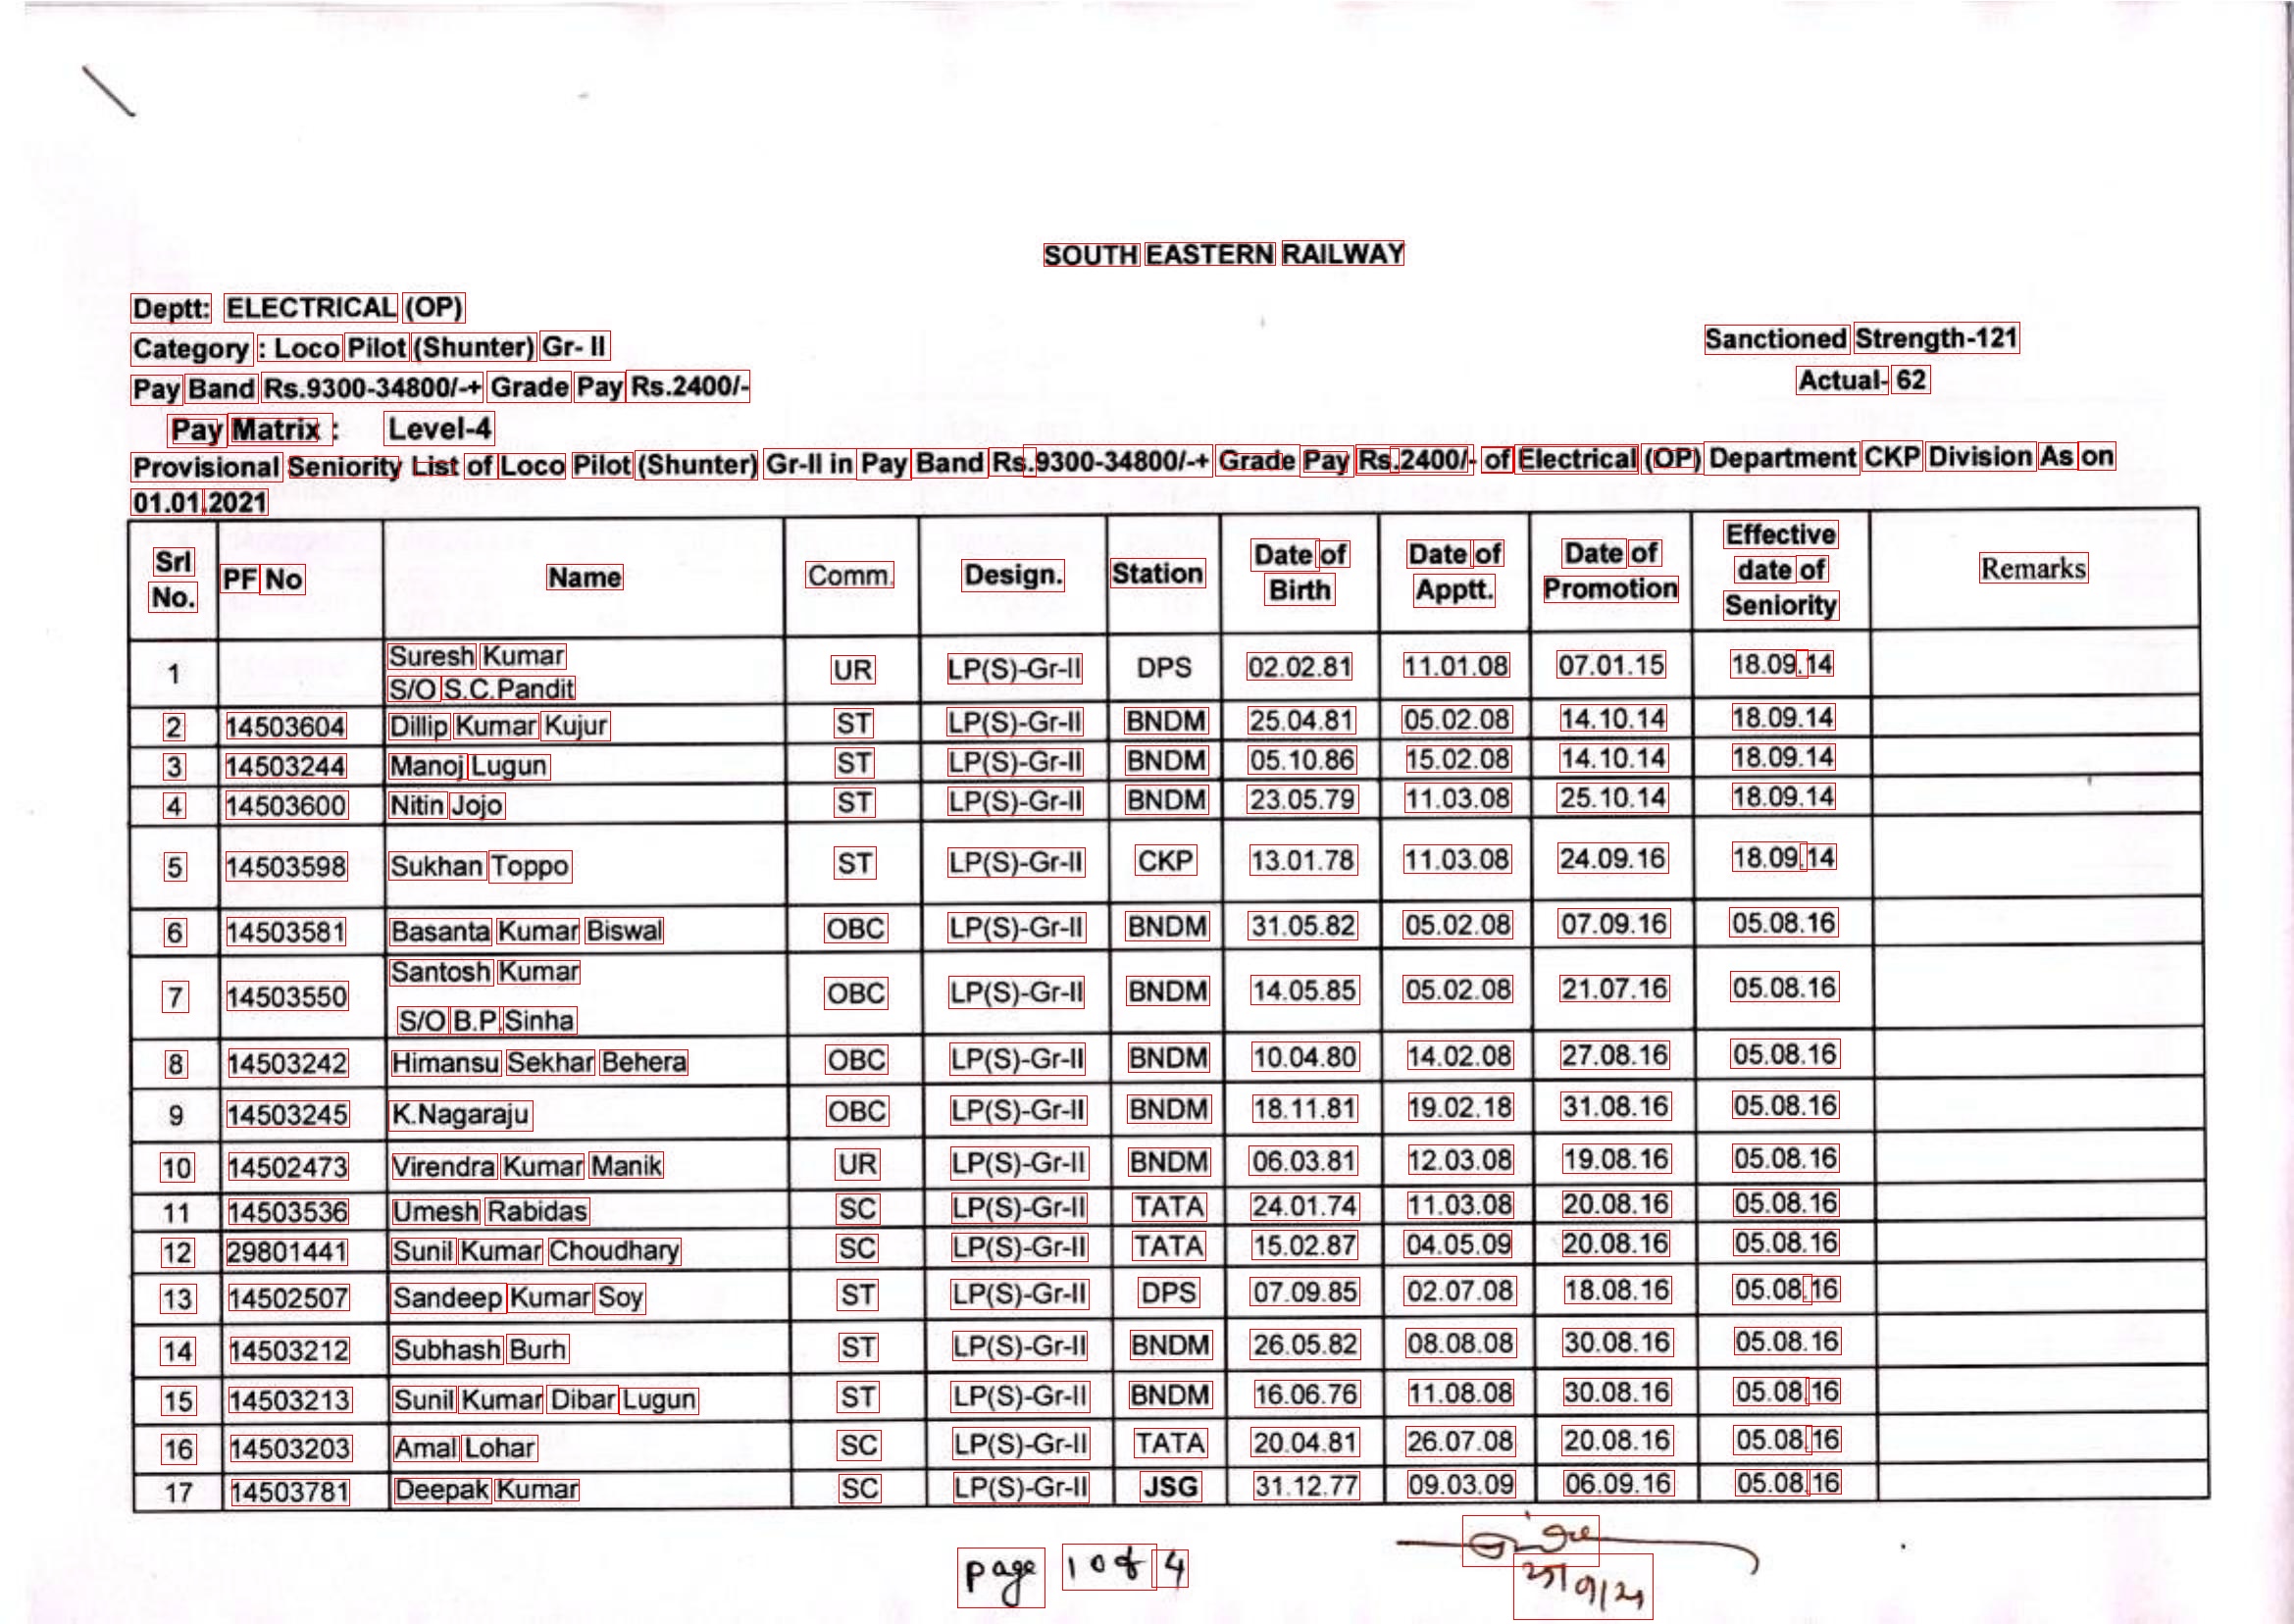 SOUTH EASTERN RAILWAY
Deptt: ELECTRICAL (OP)
Category : Loco Pilot (Shunter) Gr- II
Sanctioned Strength-121
Pay Band Rs.9300-34800/-+ Grade Pay Rs.2400/-
Actual- 62
Pay Matrix : Level-4
Provisional Seniority List of Loco Pilot (Shunter) Gr-II in Pay Band Rs.9300-34800/-+ Grade Pay Rs.2400/- of Electrical (OP) Department CKP Division As on
01.01.2021
Srl No. PF No Name Comm. Design. Station Date of Birth Date of Apptt. Date of Promotion Effective date of Seniority Remarks
1 Suresh Kumar S/O S.C.Pandit UR LP(S)-Gr-II DPS 02.02.81 11.01.08 07.01.15 18.09.14
2 14503604 Dillip Kumar Kujur ST LP(S)-Gr-II BNDM 25.04.81 05.02.08 14.10.14 18.09.14
3 14503244 Manoj Lugun ST LP(S)-Gr-II BNDM 05.10.86 15.02.08 14.10.14 18.09.14
4 14503600 Nitin Jojo ST LP(S)-Gr-II BNDM 23.05.79 11.03.08 25.10.14 18.09.14
5 14503598 Sukhan Toppo ST LP(S)-Gr-II CKP 13.01.78 11.03.08 24.09.16 18.09.14
6 14503581 Basanta Kumar Biswal OBC LP(S)-Gr-II BNDM 31.05.82 05.02.08 07.09.16 05.08.16
7 14503550 Santosh Kumar S/O B.P.Sinha OBC LP(S)-Gr-II BNDM 14.05.85 05.02.08 21.07.16 05.08.16
8 14503242 Himansu Sekhar Behera OBC LP(S)-Gr-II BNDM 10.04.80 14.02.08 27.08.16 05.08.16
9 14503245 K.Nagaraju OBC LP(S)-Gr-II BNDM 18.11.81 19.02.18 31.08.16 05.08.16
10 14502473 Virendra Kumar Manik UR LP(S)-Gr-II BNDM 06.03.81 12.03.08 19.08.16 05.08.16
11 14503536 Umesh Rabidas SC LP(S)-Gr-II TATA 24.01.74 11.03.08 20.08.16 05.08.16
12 29801441 Sunil Kumar Choudhary SC LP(S)-Gr-II TATA 15.02.87 04.05.09 20.08.16 05.08.16
13 14502507 Sandeep Kumar Soy ST LP(S)-Gr-II DPS 07.09.85 02.07.08 18.08.16 05.08.16
14 14503212 Subhash Burh ST LP(S)-Gr-II BNDM 26.05.82 08.08.08 30.08.16 05.08.16
15 14503213 Sunil Kumar Dibar Lugun ST LP(S)-Gr-II BNDM 16.06.76 11.08.08 30.08.16 05.08.16
16 14503203 Amal Lohar SC LP(S)-Gr-II TATA 20.04.81 26.07.08 20.08.16 05.08.16
17 14503781 Deepak Kumar SC LP(S)-Gr-II JSG 31.12.77 09.03.09 06.09.16 05.08.16
page 1 of 4